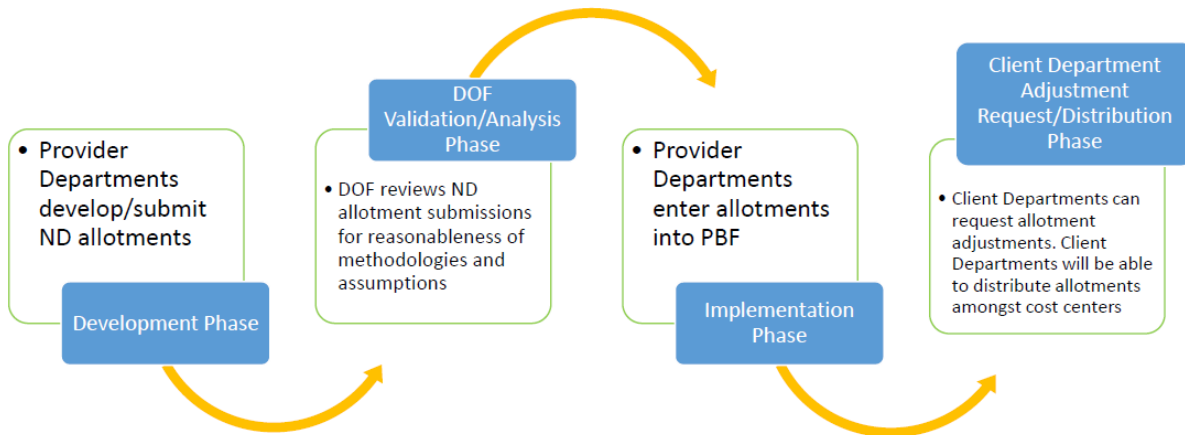 • Provider
Departments
develop/submit
ND allotments
Development Phase
DOF
Validation/Analysis
Phase
• DOF reviews ND
allotment submissions
for reasonableness of
methodologies and
assumptions
• Provider
Departments
enter allotments
into PBF
Implementation
Phase
Client Department
Adjustment
Request/Distribution
Phase
• Client Departments can
request allotment
adjustments. Client
Departments will be able
to distribute allotments
amongst cost centers